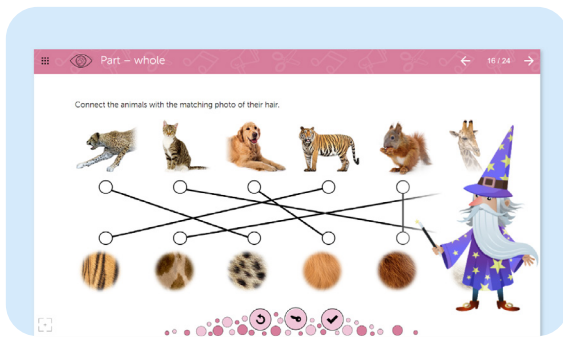 Part – whole
16 / 24
Connect the animals with the matching photo of their hair.